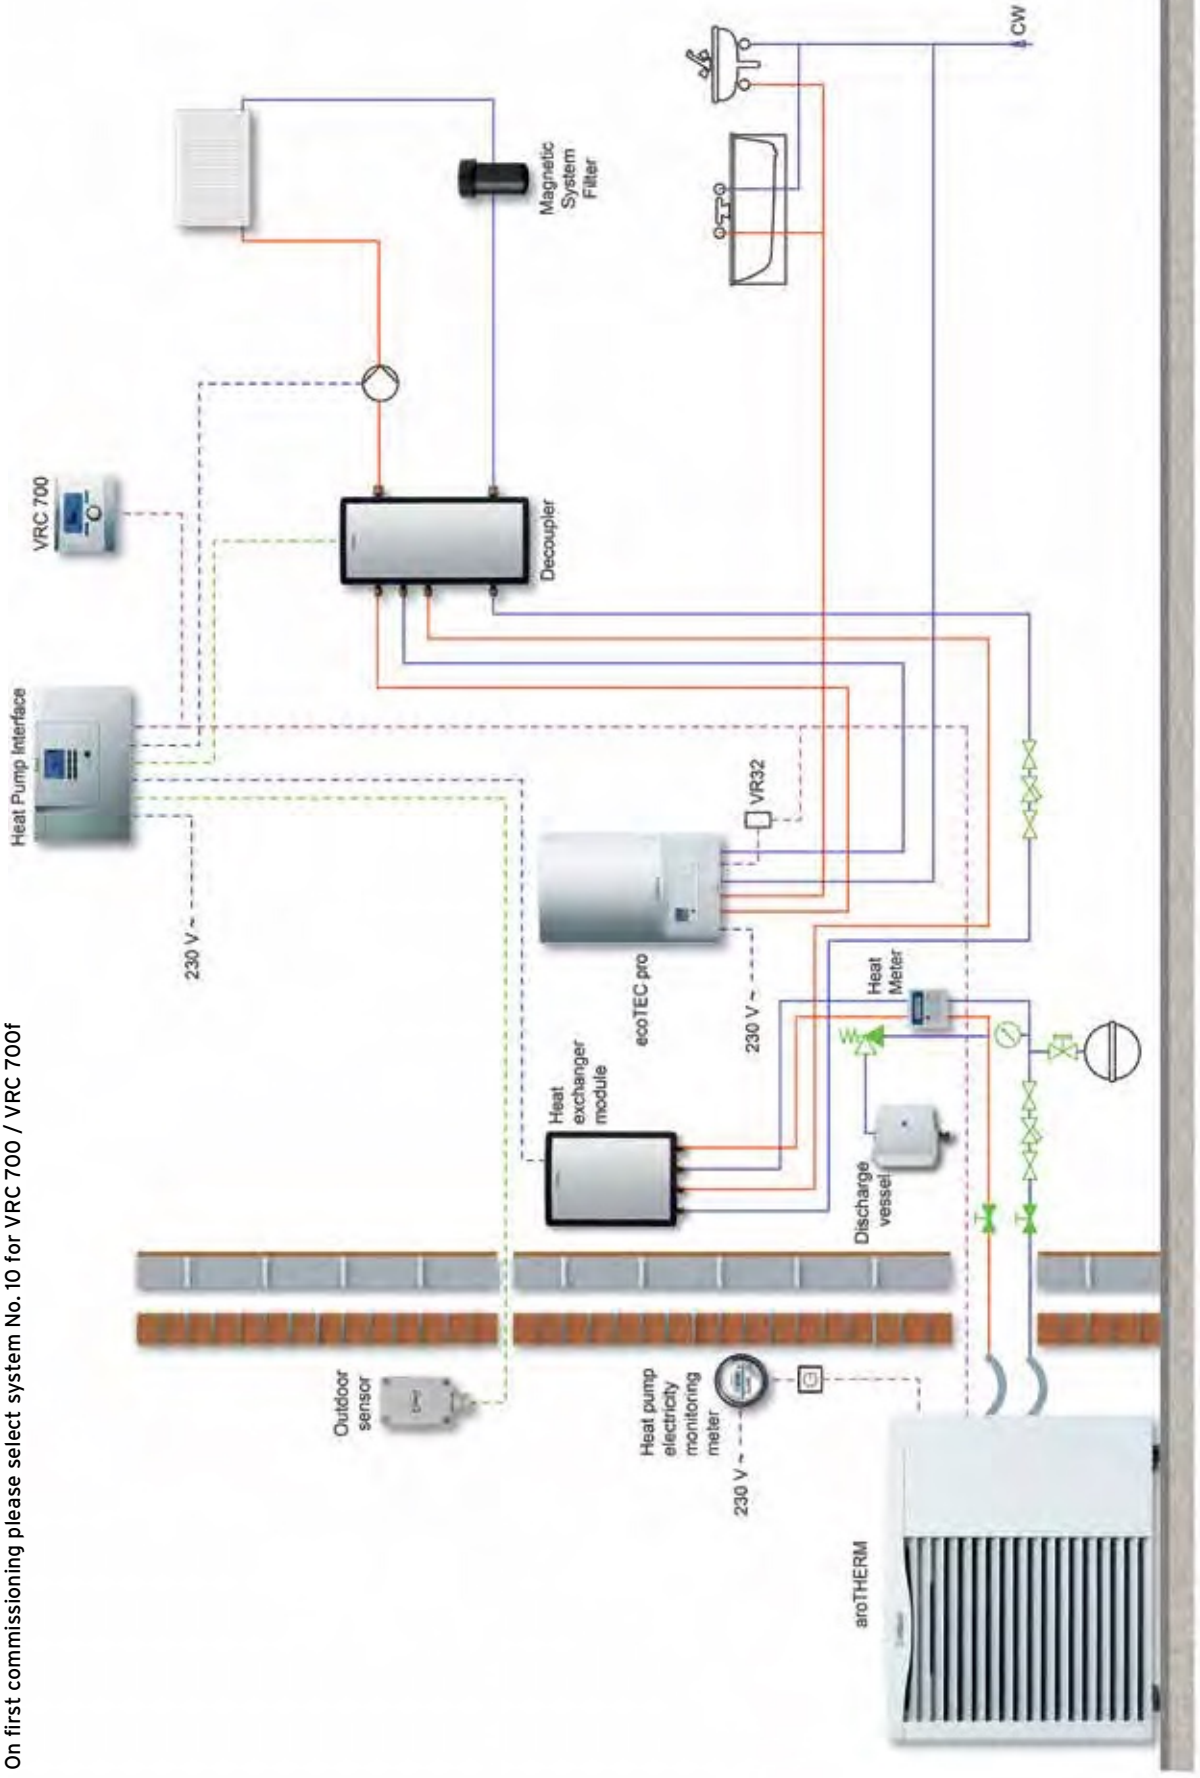 On first commissioning please select system No. 10 for VRC 700 / VRC 700f
Heat Pump Interface
VRC 700
230 V ~
Outdoor
sensor
Decoupler
Magnetic
System
Filter
Heat
exchanger
module
ecoTEC pro
230 V ~
VR32
Heat pump
electricity
monitoring
meter
230 V ~
Discharge
vessel
Heat
Meter
aroTHERM
CW